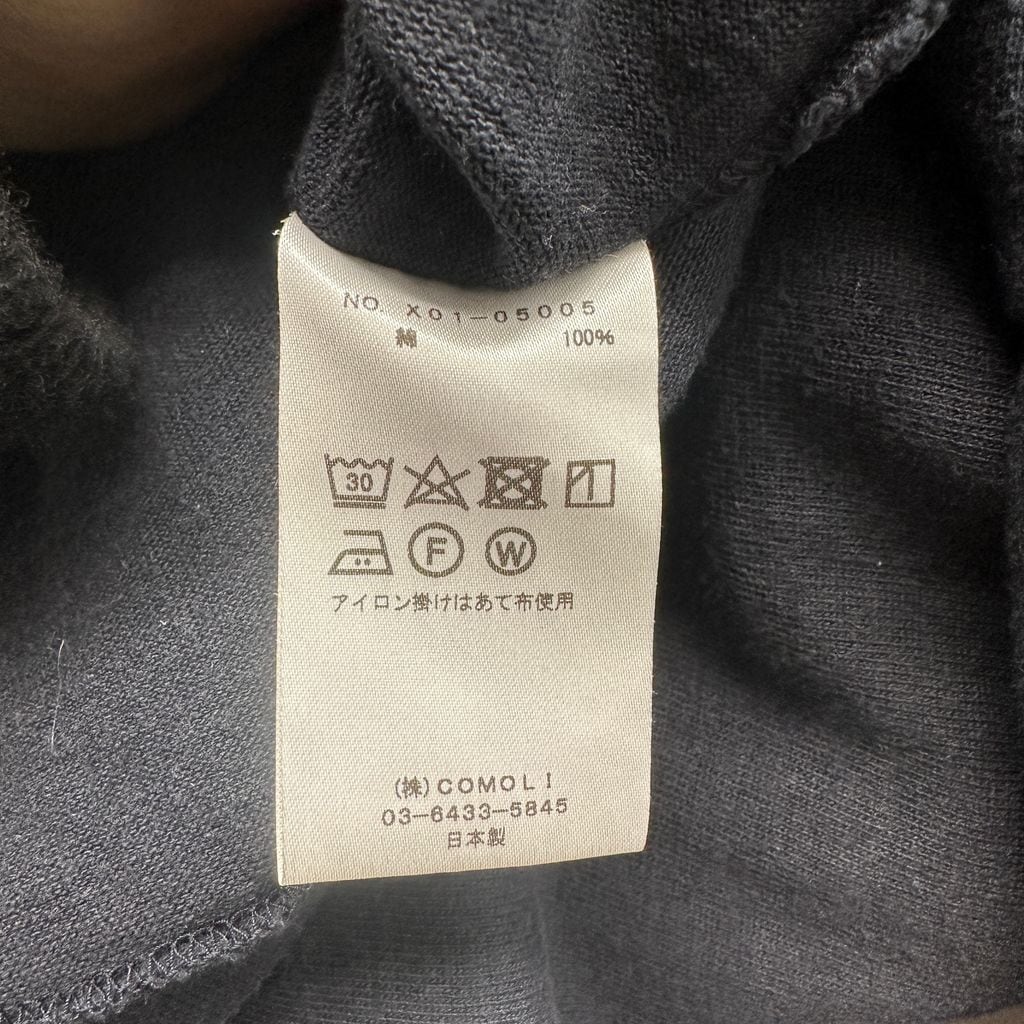 NO. X01-05005
綿 100%
30
F W
アイロン掛けはあて布使用
(株)COMOLI
03-6433-5845
日本製